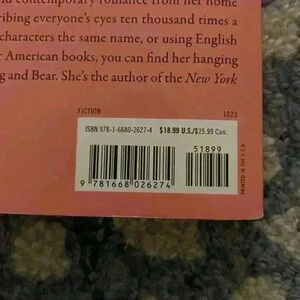 d contemporary romance from her home
ribing everyone's eyes ten thousand times a
characters the same name, or using English
r American books, you can find her hanging
g and Bear. She's the author of the New York
FICTION 1023
ISBN 978-1-6680-2627-4 $18.99 U.S./$25.99 Can.
51899
9 781668 026274
PRINTED IN THE U.S.A.